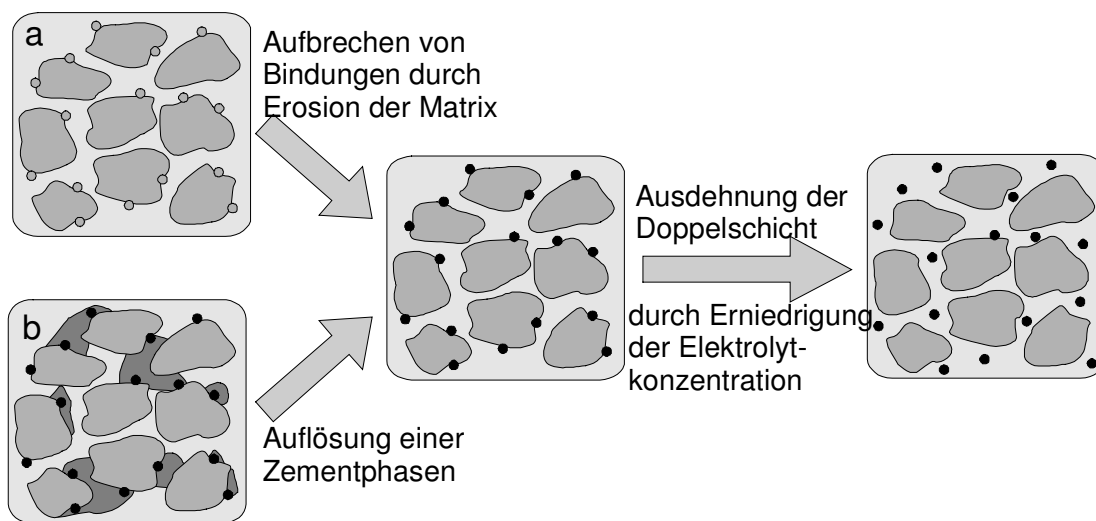 a
Aufbrechen von
Bindungen durch
Erosion der Matrix
Ausdehnung der
Doppelschicht
durch Erniedrigung
der Elektrolyt-
konzentration
b
Auflösung einer
Zementphasen